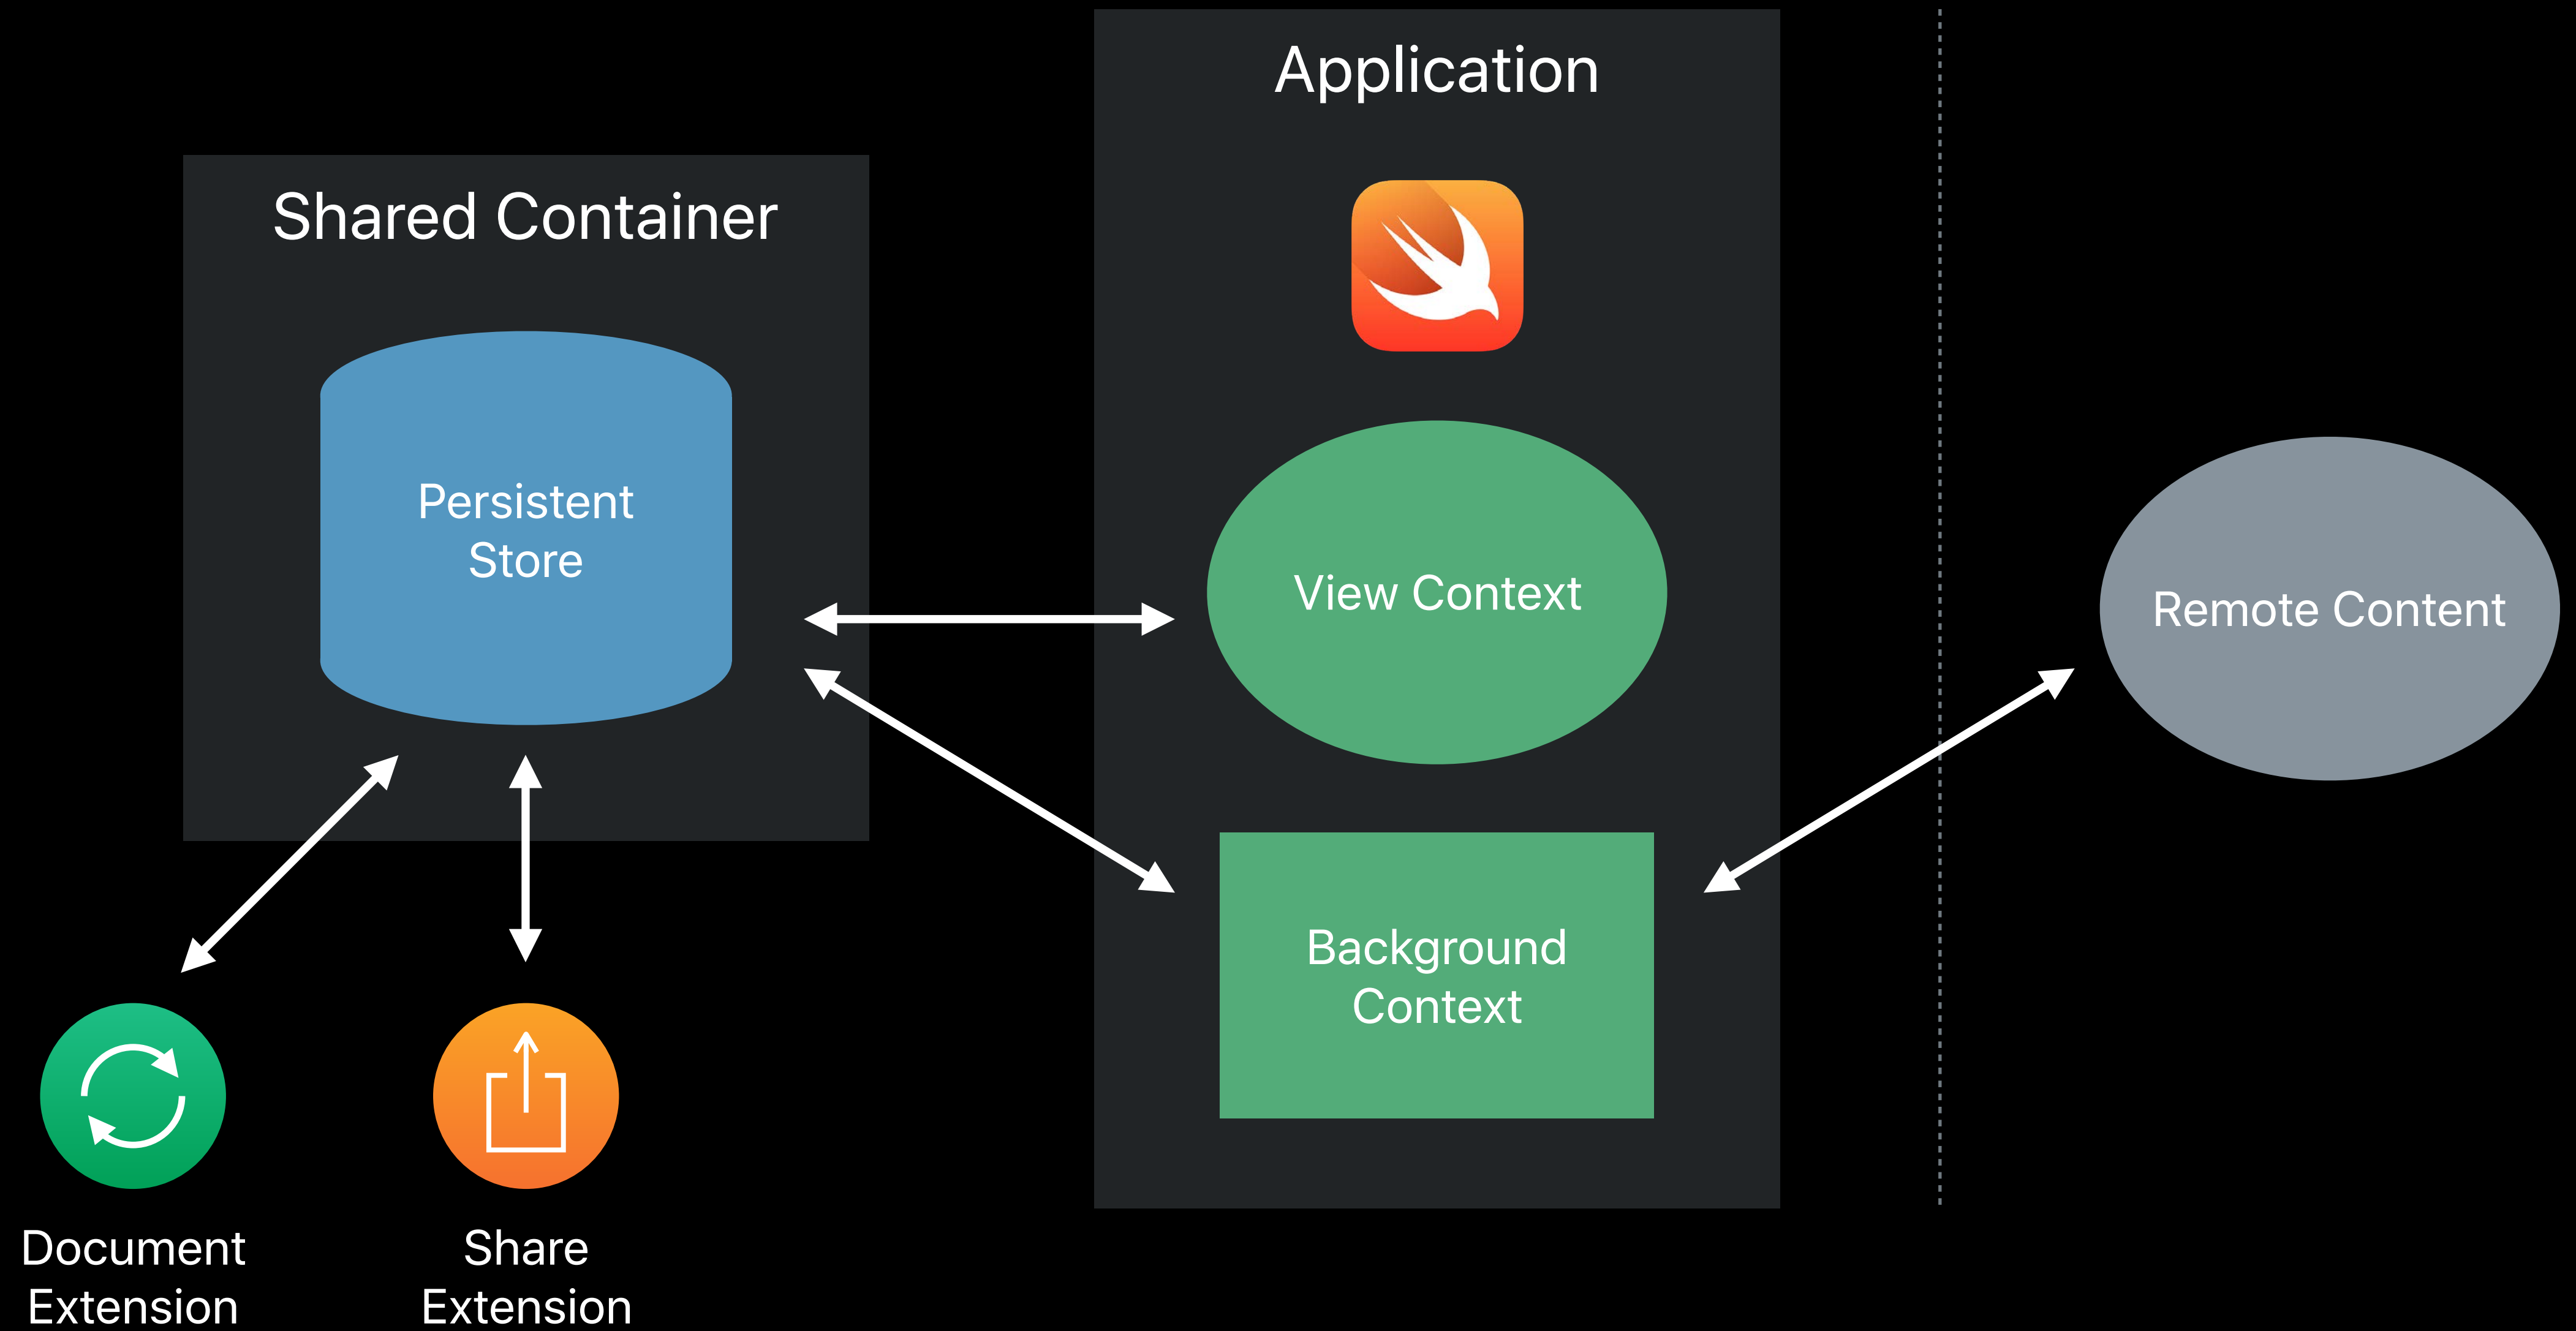 Application
Shared Container
Persistent
Store
View Context
Remote Content
Background
Context
Document
Extension
Share
Extension